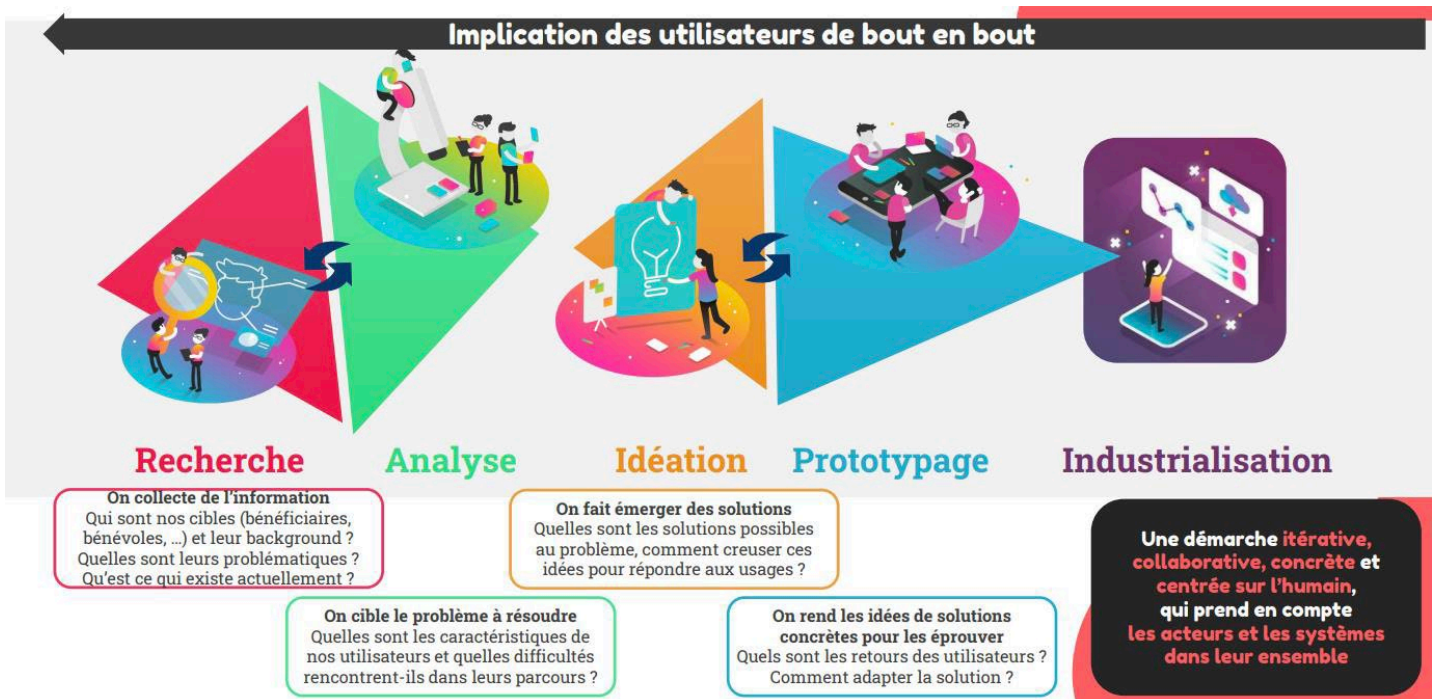 Implication des utilisateurs de bout en bout
Recherche
Analyse
Idéation
Prototypage
Industrialisation
On collecte de l'information
Qui sont nos cibles (bénéficiaires,
bénévoles, ...) et leur background ?
Quelles sont leurs problématiques ?
Qu'est ce qui existe actuellement ?
On cible le problème à résoudre
Quelles sont les caractéristiques de
nos utilisateurs et quelles difficultés
rencontrent-ils dans leurs parcours ?
On fait émerger des solutions
Quelles sont les solutions possibles
au problème, comment creuser ces
idées pour répondre aux usages ?
On rend les idées de solutions
concrètes pour les éprouver
Quels sont les retours des utilisateurs ?
Comment adapter la solution ?
Une démarche itérative,
collaborative, concrète et
centrée sur l'humain,
qui prend en compte
les acteurs et les systèmes
dans leur ensemble